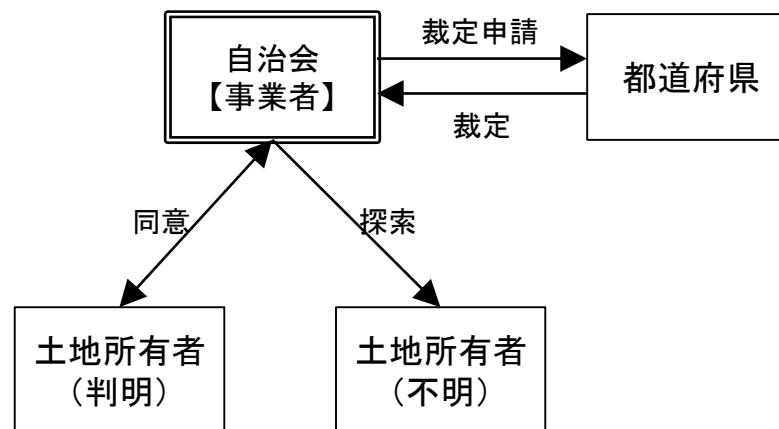 自治会
【事業者】
裁定申請
都道府県
裁定
同意
探索
土地所有者
（判明）
土地所有者
（不明）